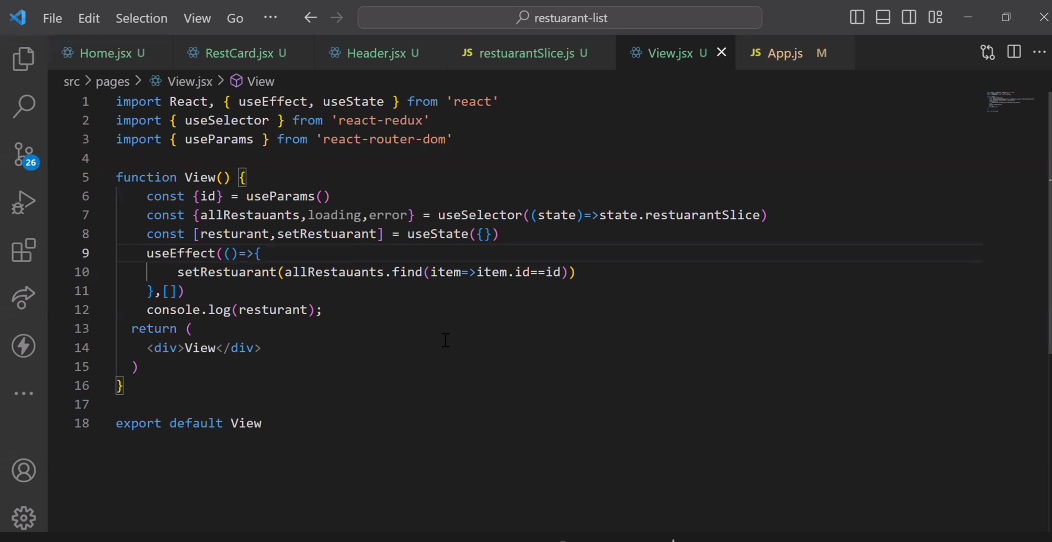 File Edit Selection View Go ··· restuarant-list
Home.jsx U RestCard.jsx U Header.jsx U JS restuarantSlice.js U View.jsx U JS App.js M
src > pages > View.jsx > View
1 import React, { useEffect, useState } from 'react'
2 import { useSelector } from 'react-redux'
3 import { useParams } from 'react-router-dom'
4
5 function View() {
6 const {id} = useParams()
7 const {allRestauants,loading,error} = useSelector((state)=>state.restuarantSlice)
8 const [resturant,setRestuarant] = useState({})
9 useEffect(()=>{
10 setRestuarant(allRestauants.find(item=>item.id==id))
11 },[])
12 console.log(resturant);
13 return (
14 <div>View</div>
15 )
16 }
17
18 export default View
26